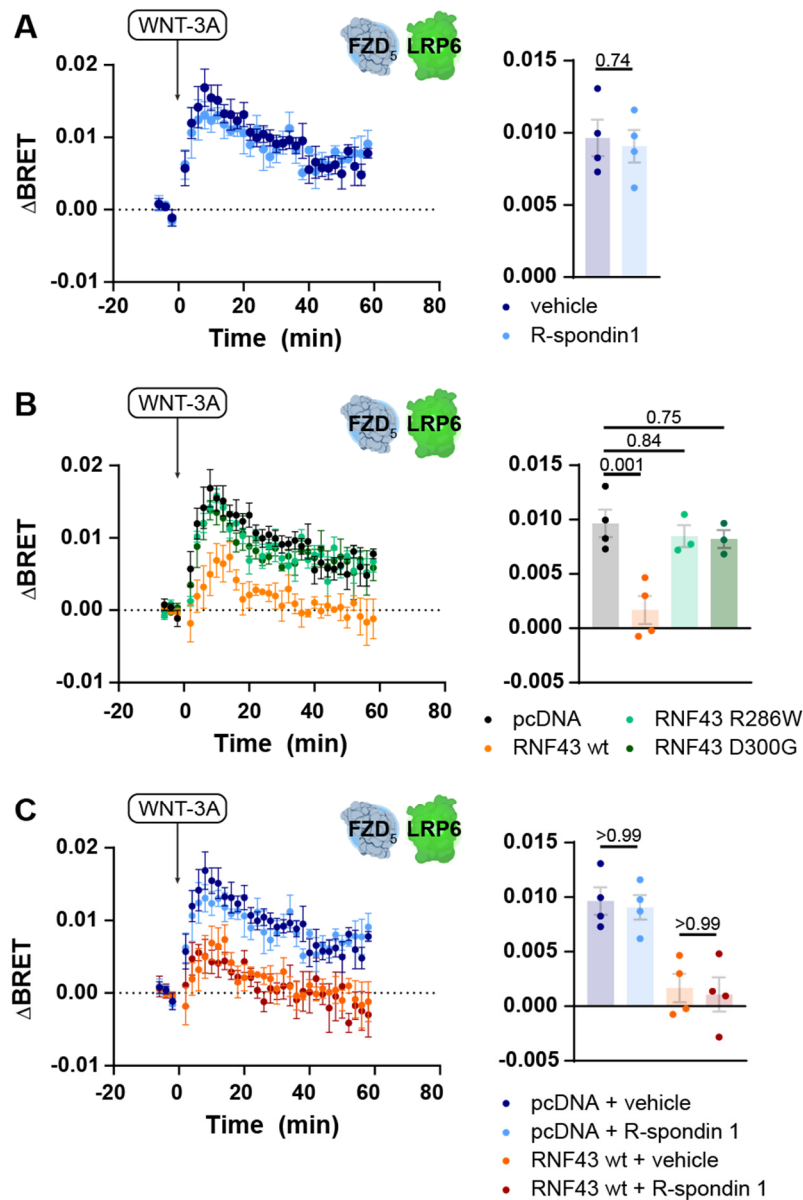 A
WNT-3A
FZD5 LRP6
0.02
0.01
0.00
-0.01
ΔBRET
-20 0 20 40 60 80
Time (min)
0.015
0.010
0.005
0.000
0.74
vehicle
R-spondin1
B
WNT-3A
FZD5 LRP6
0.02
0.01
0.00
-0.01
ΔBRET
-20 0 20 40 60 80
Time (min)
0.75
0.84
0.001
0.015
0.010
0.005
0.000
-0.005
pcDNA
RNF43 wt
RNF43 R286W
RNF43 D300G
C
WNT-3A
FZD5 LRP6
0.02
0.01
0.00
-0.01
ΔBRET
-20 0 20 40 60 80
Time (min)
0.015
0.010
0.005
0.000
-0.005
>0.99
>0.99
pcDNA + vehicle
pcDNA + R-spondin 1
RNF43 wt + vehicle
RNF43 wt + R-spondin 1